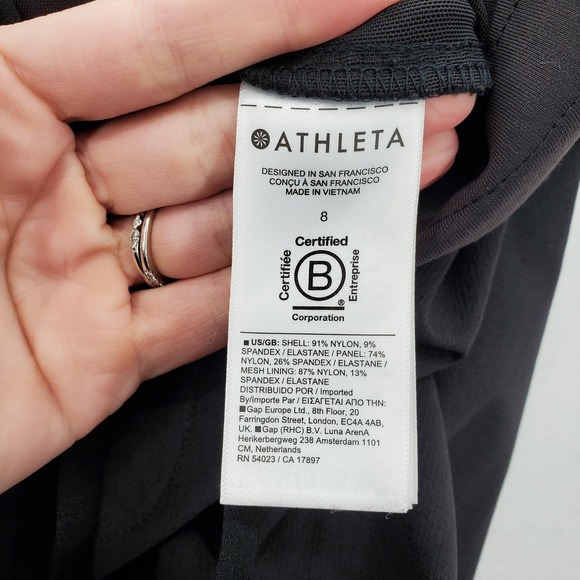 ATHLETA
DESIGNED IN SAN FRANCISCO
CONÇU À SAN FRANCISCO
MADE IN VIETNAM
8
Certified
Certifiée
B
®
Entreprise
Corporation
■ US/GB: SHELL: 91% NYLON, 9%
SPANDEX / ELASTANE / PANEL: 74%
NYLON, 26% SPANDEX / ELASTANE /
MESH LINING: 87% NYLON, 13%
SPANDEX / ELASTANE
DISTRIBUIDO POR / Imported
By/Importe Par / ΕΙΣΑΓΕΤΑΙ ΑΠΟ ΤΗΝ:
■Gap Europe Ltd., 8th Floor, 20
Farringdon Street, London, EC4A 4AB,
UK. ■Gap (RHC) B.V. Luna ArenA
Herikerbergweg 238 Amsterdam 1101
CM, Netherlands
RN 54023 / CA 17897